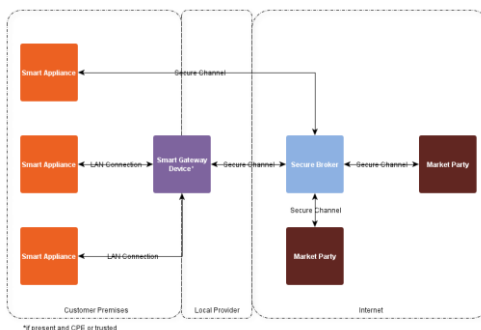 Smart Appliance
Secure Channel
Smart Appliance
LAN Connection
Smart Gateway
Device*
Secure Channel
Secure Broker
Secure Channel
Market Party
Secure Channel
Smart Appliance
LAN Connection
Market Party
Customer Premises
Local Provider
Internet
*if present and CPE or trusted